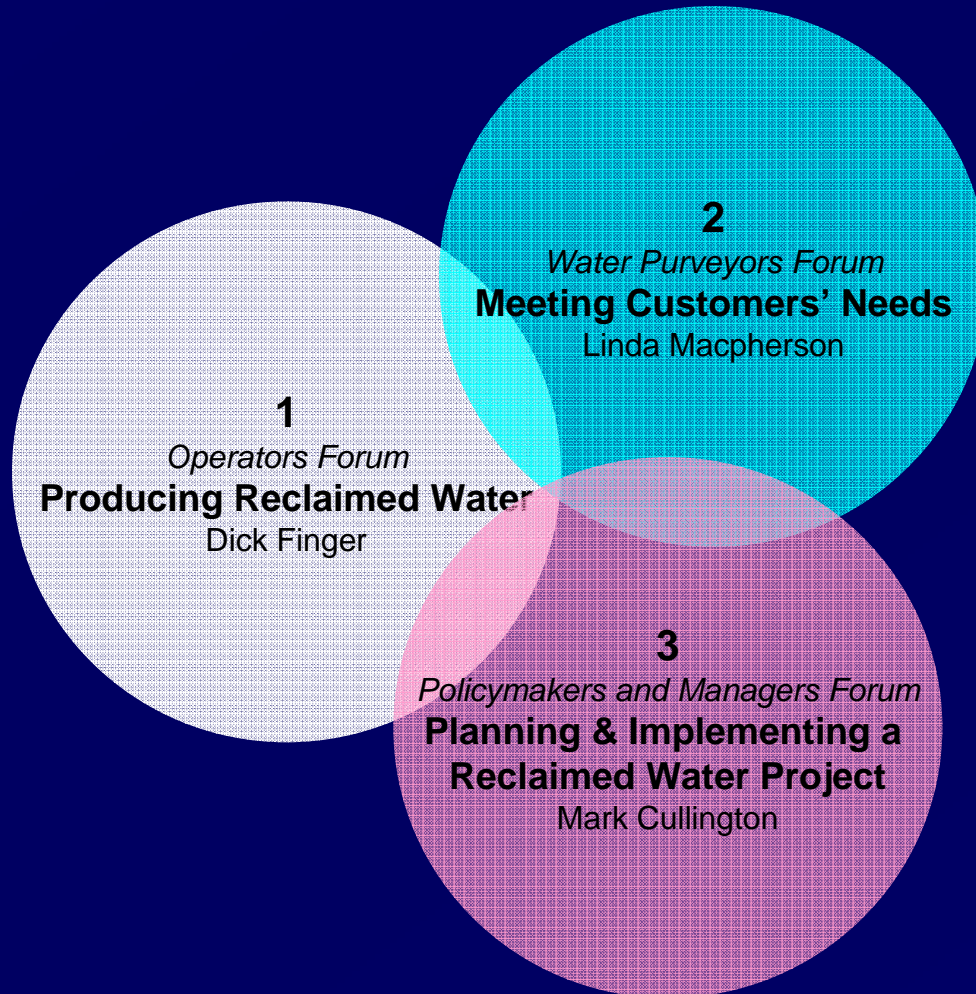 1
Operators Forum
Producing Reclaimed Water
Dick Finger
2
Water Purveyors Forum
Meeting Customers’ Needs
Linda Macpherson
3
Policymakers and Managers Forum
Planning & Implementing a
Reclaimed Water Project
Mark Cullington